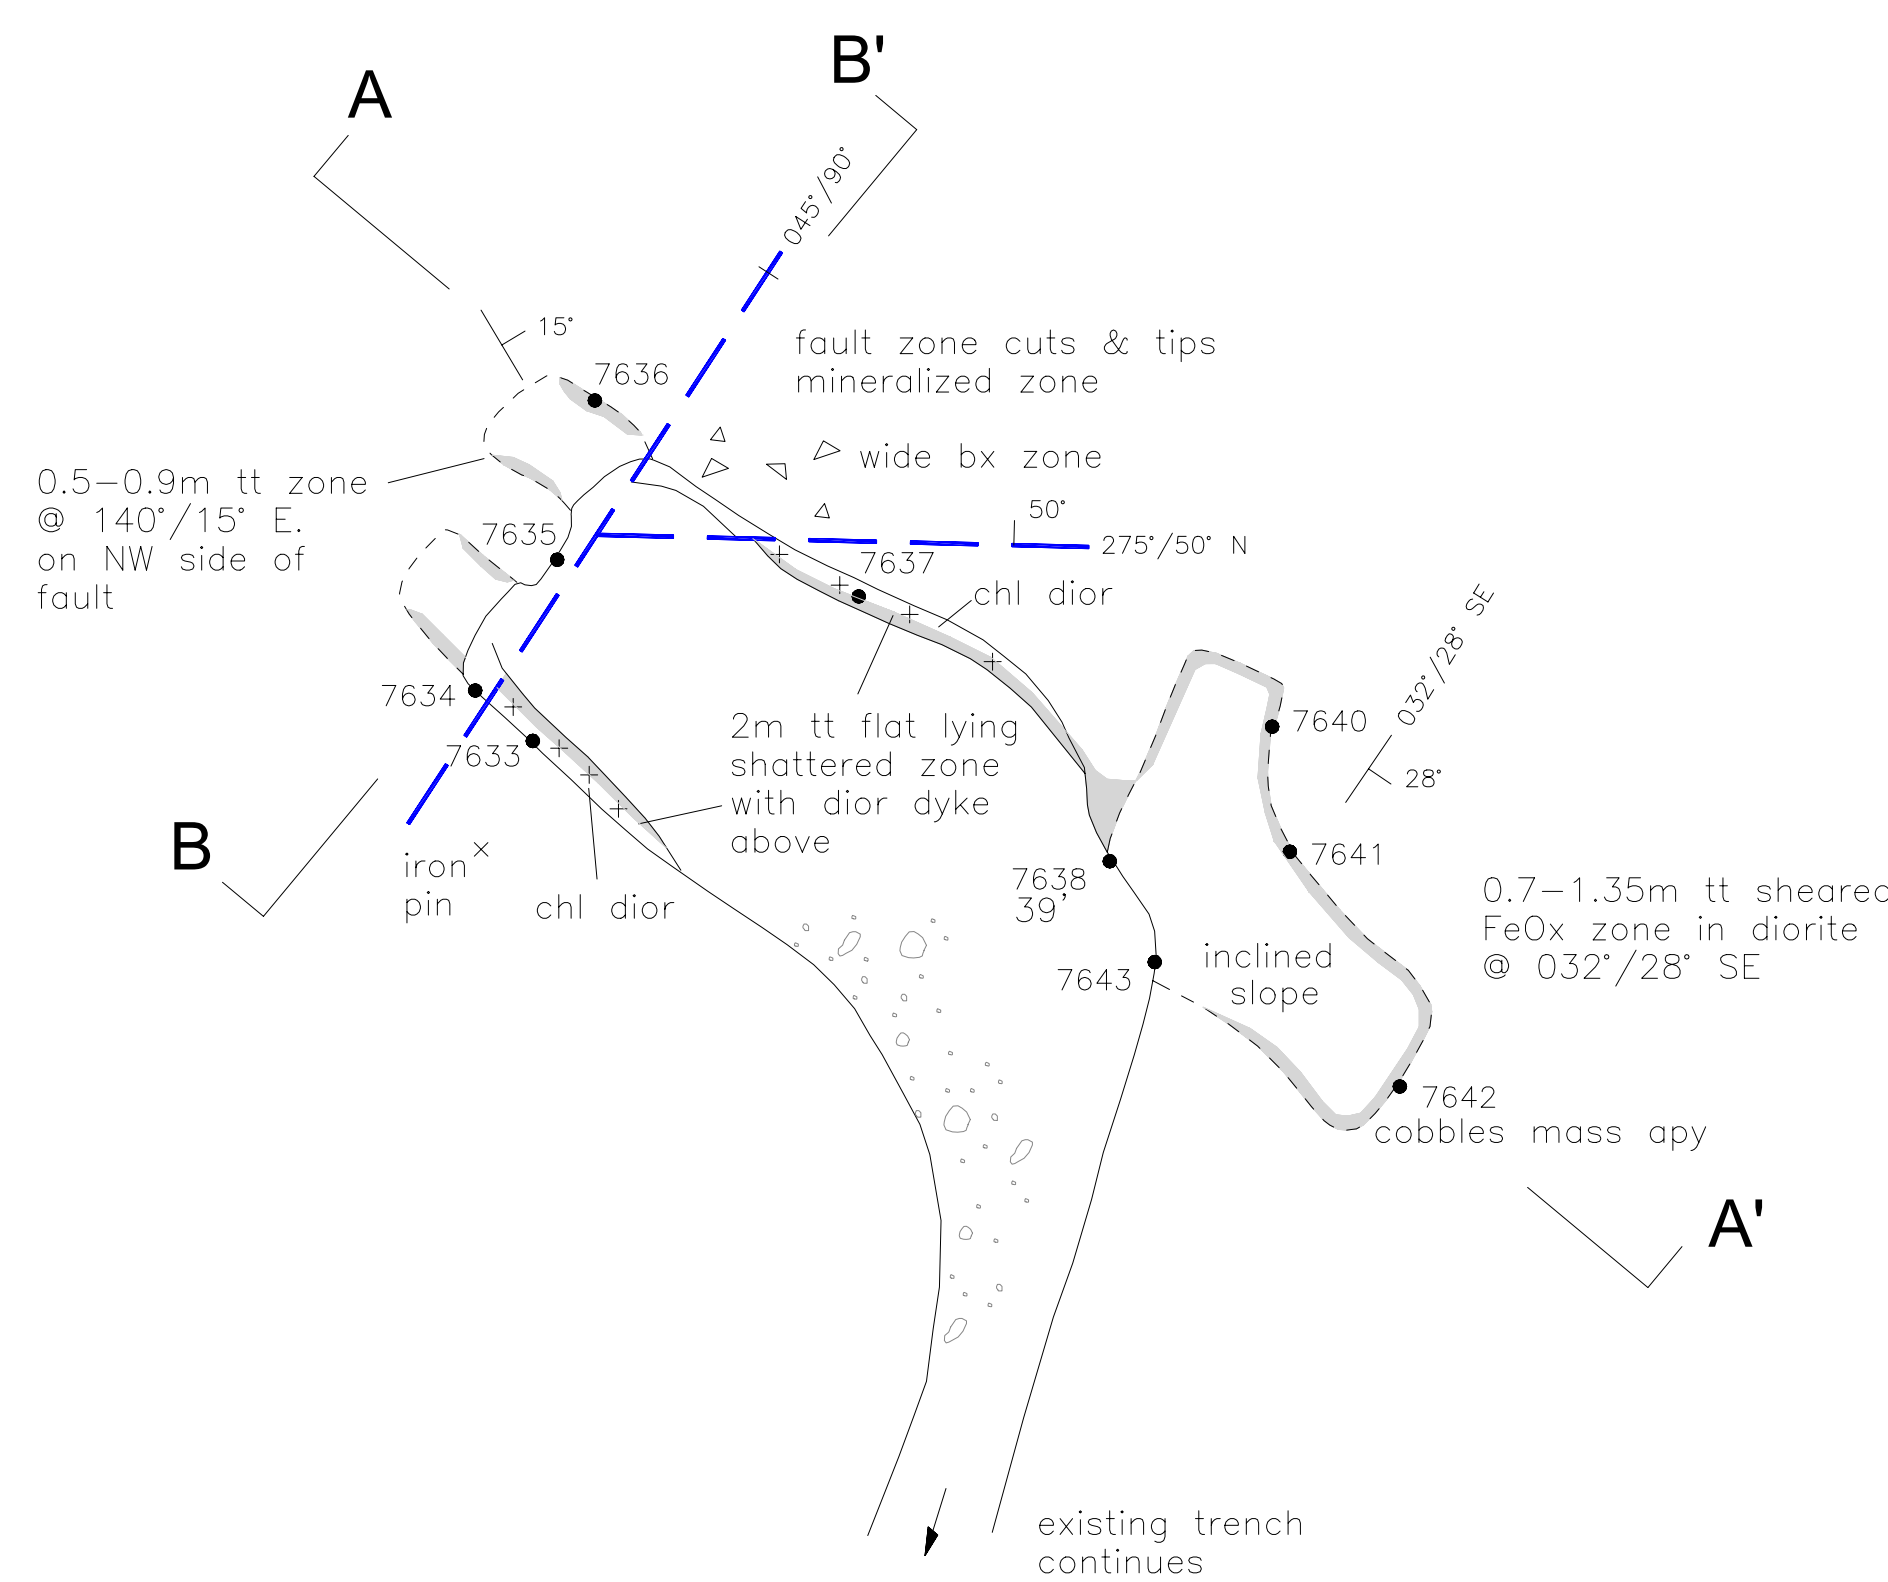 B'
A
045°/90°
15°
fault zone cuts & tips
mineralized zone
7636
wide bx zone
0.5-0.9m tt zone
@ 140°/15° E.
on NW side of
fault
50°
7635
275°/50° N
7637
chl dior
032°/28° SE
7634
7640
2m tt flat lying
shattered zone
with dior dyke
above
7633
28°
B
iron
pin
7641
chl dior
7638
39'
0.7-1.35m tt sheared
FeOx zone in diorite
@ 032°/28° SE
inclined
slope
7643
7642
cobbles mass apy
A'
existing trench
continues